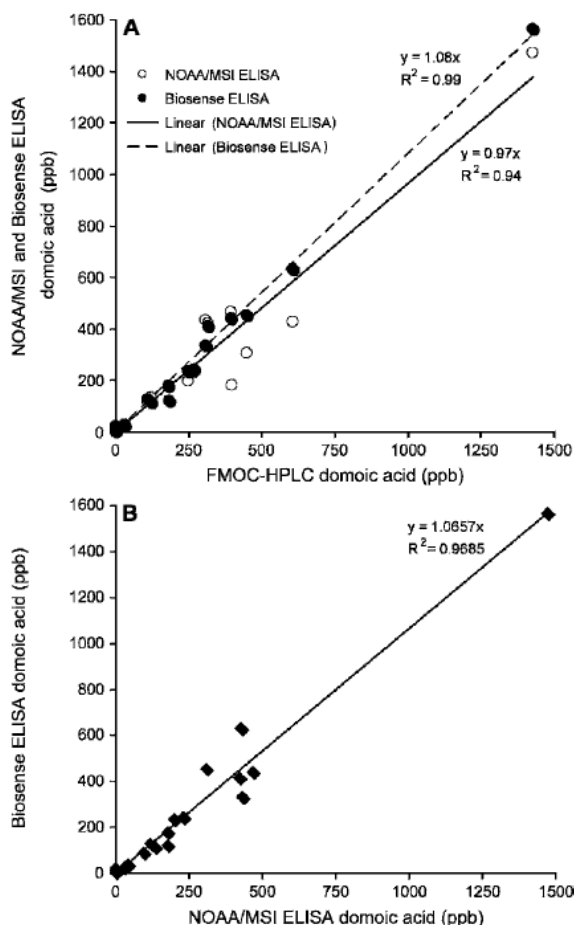 A
1600
1400
1200
1000
800
600
400
200
0
NOAA/MSI and Biosense ELISA
domoic acid (ppb)
NOAA/MSI ELISA
Biosense ELISA
Linear (NOAA/MSI ELISA)
Linear (Biosense ELISA)
y = 1.08x
R² = 0.99
y = 0.97x
R² = 0.94
0 250 500 750 1000 1250 1500
FMOC-HPLC domoic acid (ppb)
B
1600
1400
1200
1000
800
600
400
200
0
Biosense ELISA domoic acid (ppb)
y = 1.0657x
R² = 0.9685
0 250 500 750 1000 1250 1500
NOAA/MSI ELISA domoic acid (ppb)